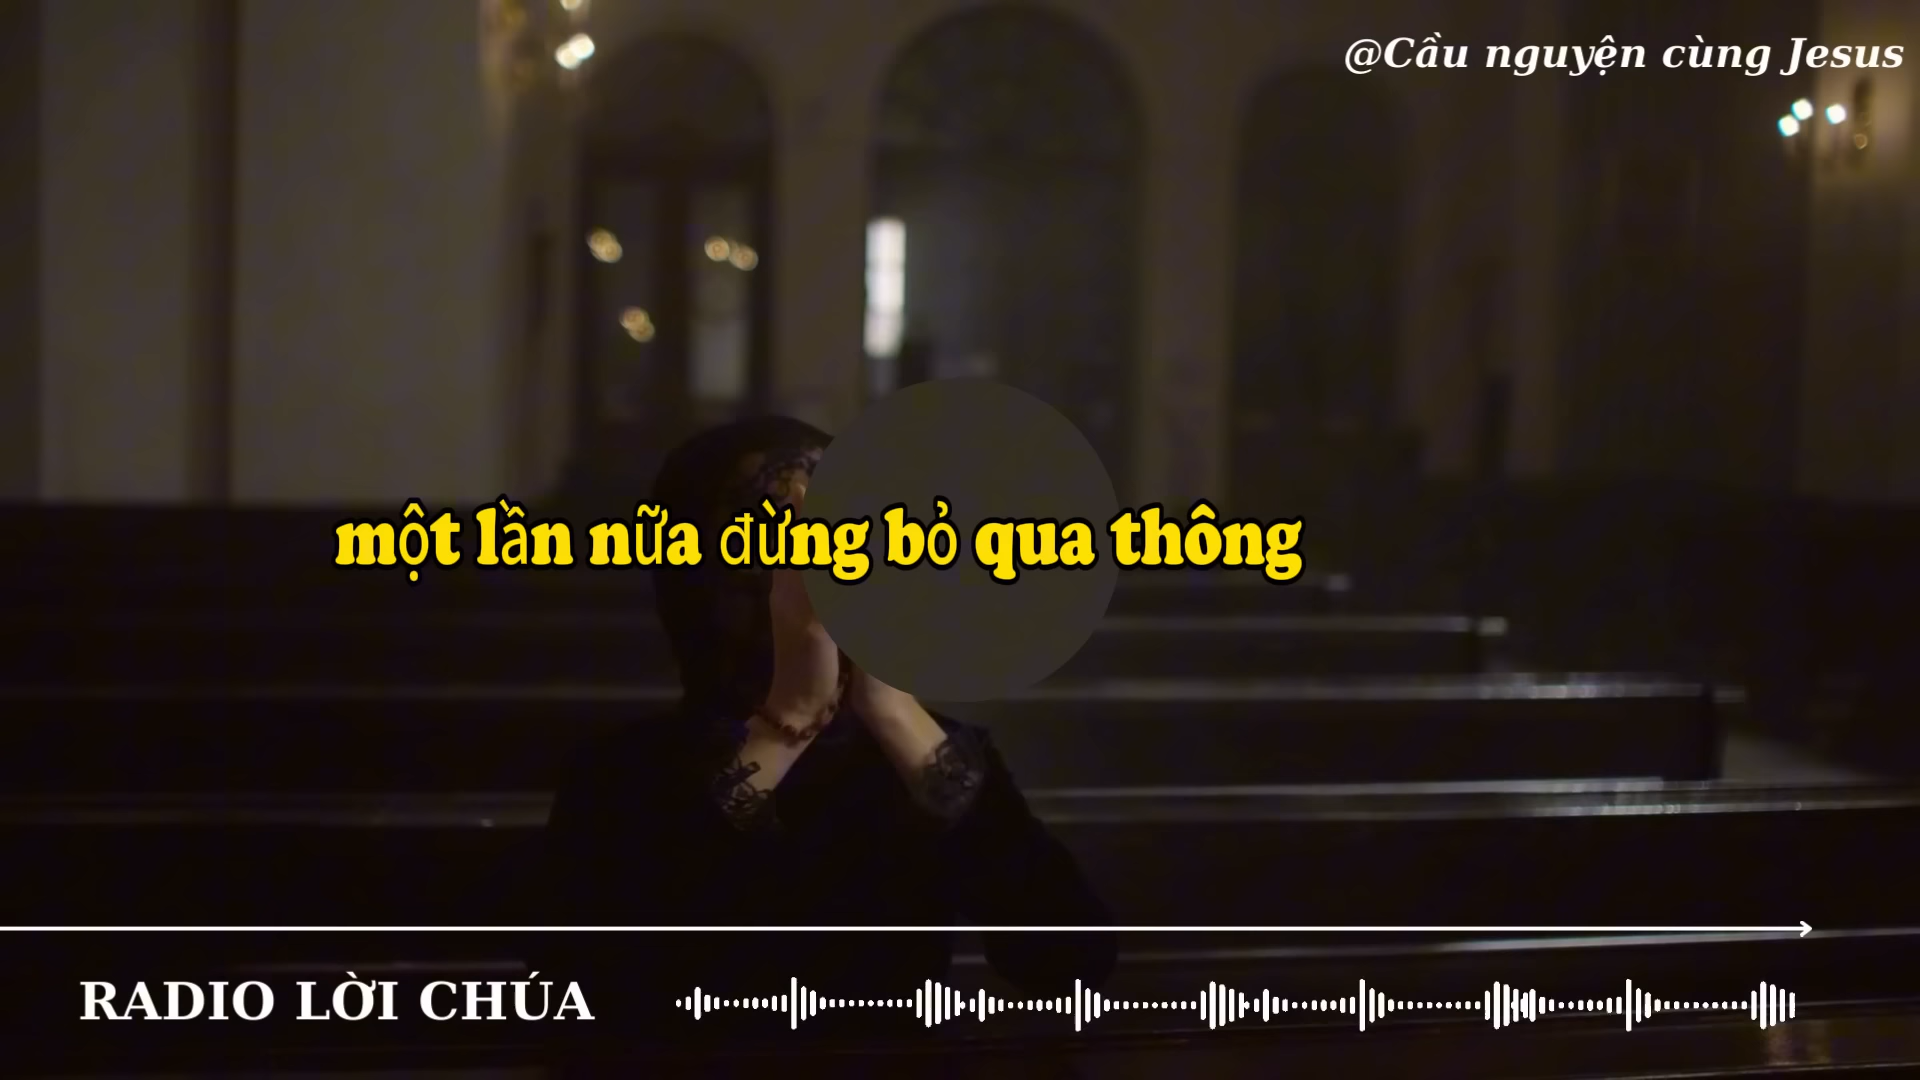 @Cầu nguyện cùng Jesus
một lần nữa đừng bỏ qua thông
RADIO LỜI CHÚA